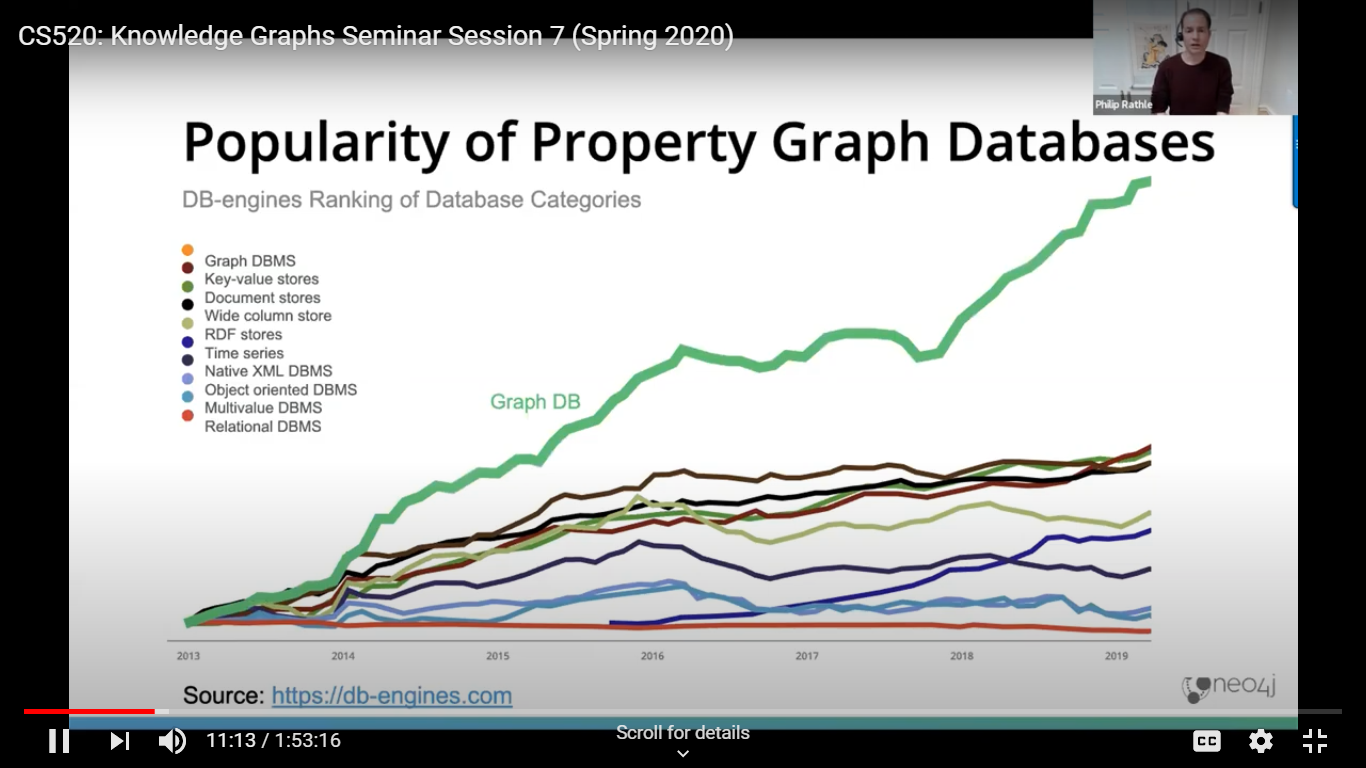 CS520: Knowledge Graphs Seminar Session 7 (Spring 2020)
Philip Rathle
Popularity of Property Graph Databases
DB-engines Ranking of Database Categories
Graph DBMS
Key-value stores
Document stores
Wide column store
RDF stores
Time series
Native XML DBMS
Object oriented DBMS
Multivalue DBMS
Relational DBMS
Graph DB
2013 2014 2015 2016 2017 2018 2019
Source: https://db-engines.com
neo4j
11:13 / 1:53:16
Scroll for details
CC